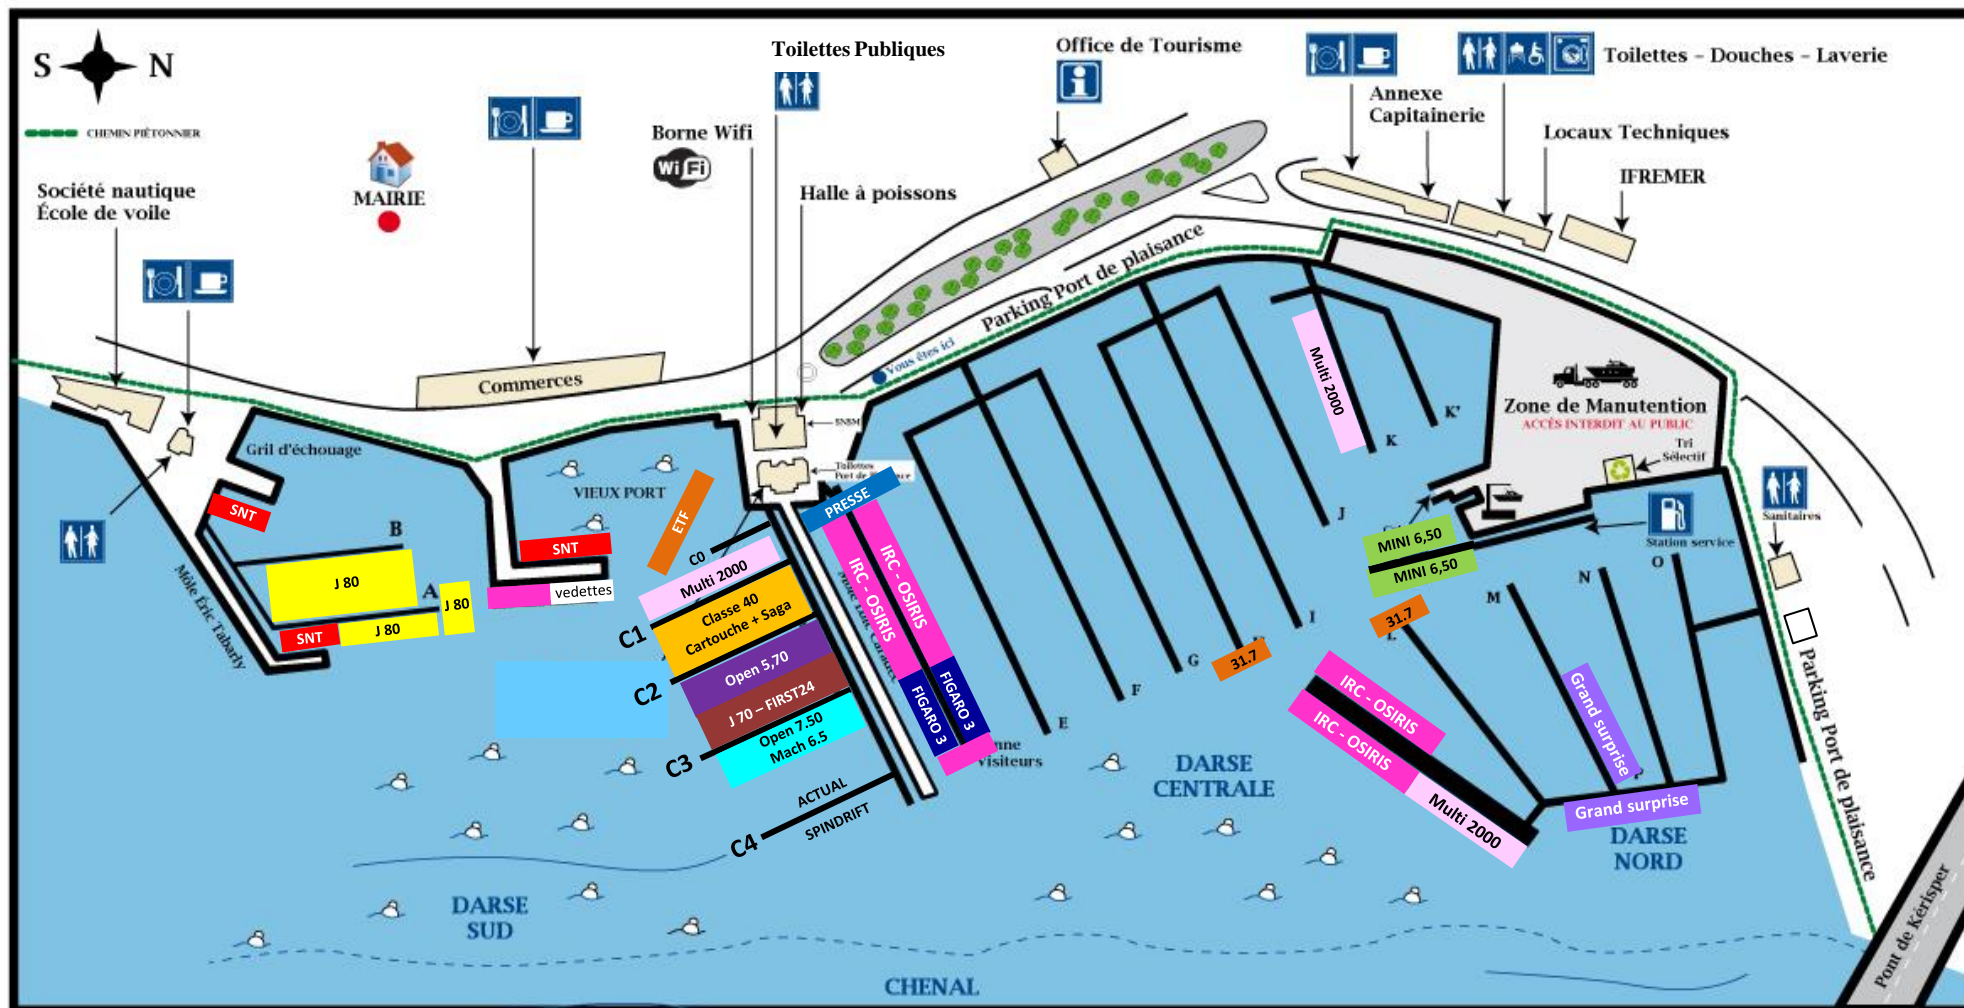 S
N
CHEMIN PIÉTONNIER
Toilettes Publiques
Office de Tourisme
Toilettes - Douches - Laverie
Annexe
Capitainerie
Borne Wifi
WiFi
Locaux Techniques
IFREMER
Société nautique
École de voile
MAIRIE
Halle à poissons
Parking Port de plaisance
Vous êtes ici
Commerces
SNSM
Toilettes
Gril d'échouage
VIEUX PORT
Multi 2000
K'
K
J
Zone de Manutention
ACCÈS INTERDIT AU PUBLIC
Tri
Sélectif
Sanitaires
Station service
PRESSE
ETF
SNT
SNT
B
J 80
A
J 80
SNT
J 80
vedettes
Môle Éric Tabarly
C0
Multi 2000
C1
Classe 40
Cartouche + Saga
C2
Open 5,70
J 70 – FIRST24
C3
Open 7.50
Mach 6.5
ACTUAL
C4
SPINDRIFT
IRC - OSIRIS
IRC - OSIRIS
FIGARO 3
FIGARO 3
Visiteurs
E
F
G
31.7
I
MINI 6,50
MINI 6,50
31.7
L
M
N
O
IRC - OSIRIS
IRC - OSIRIS
Multi 2000
Grand surprise
Grand surprise
DARSE
CENTRALE
DARSE
NORD
DARSE
SUD
CHENAL
Parking Port de plaisance
Pont de Kérisper